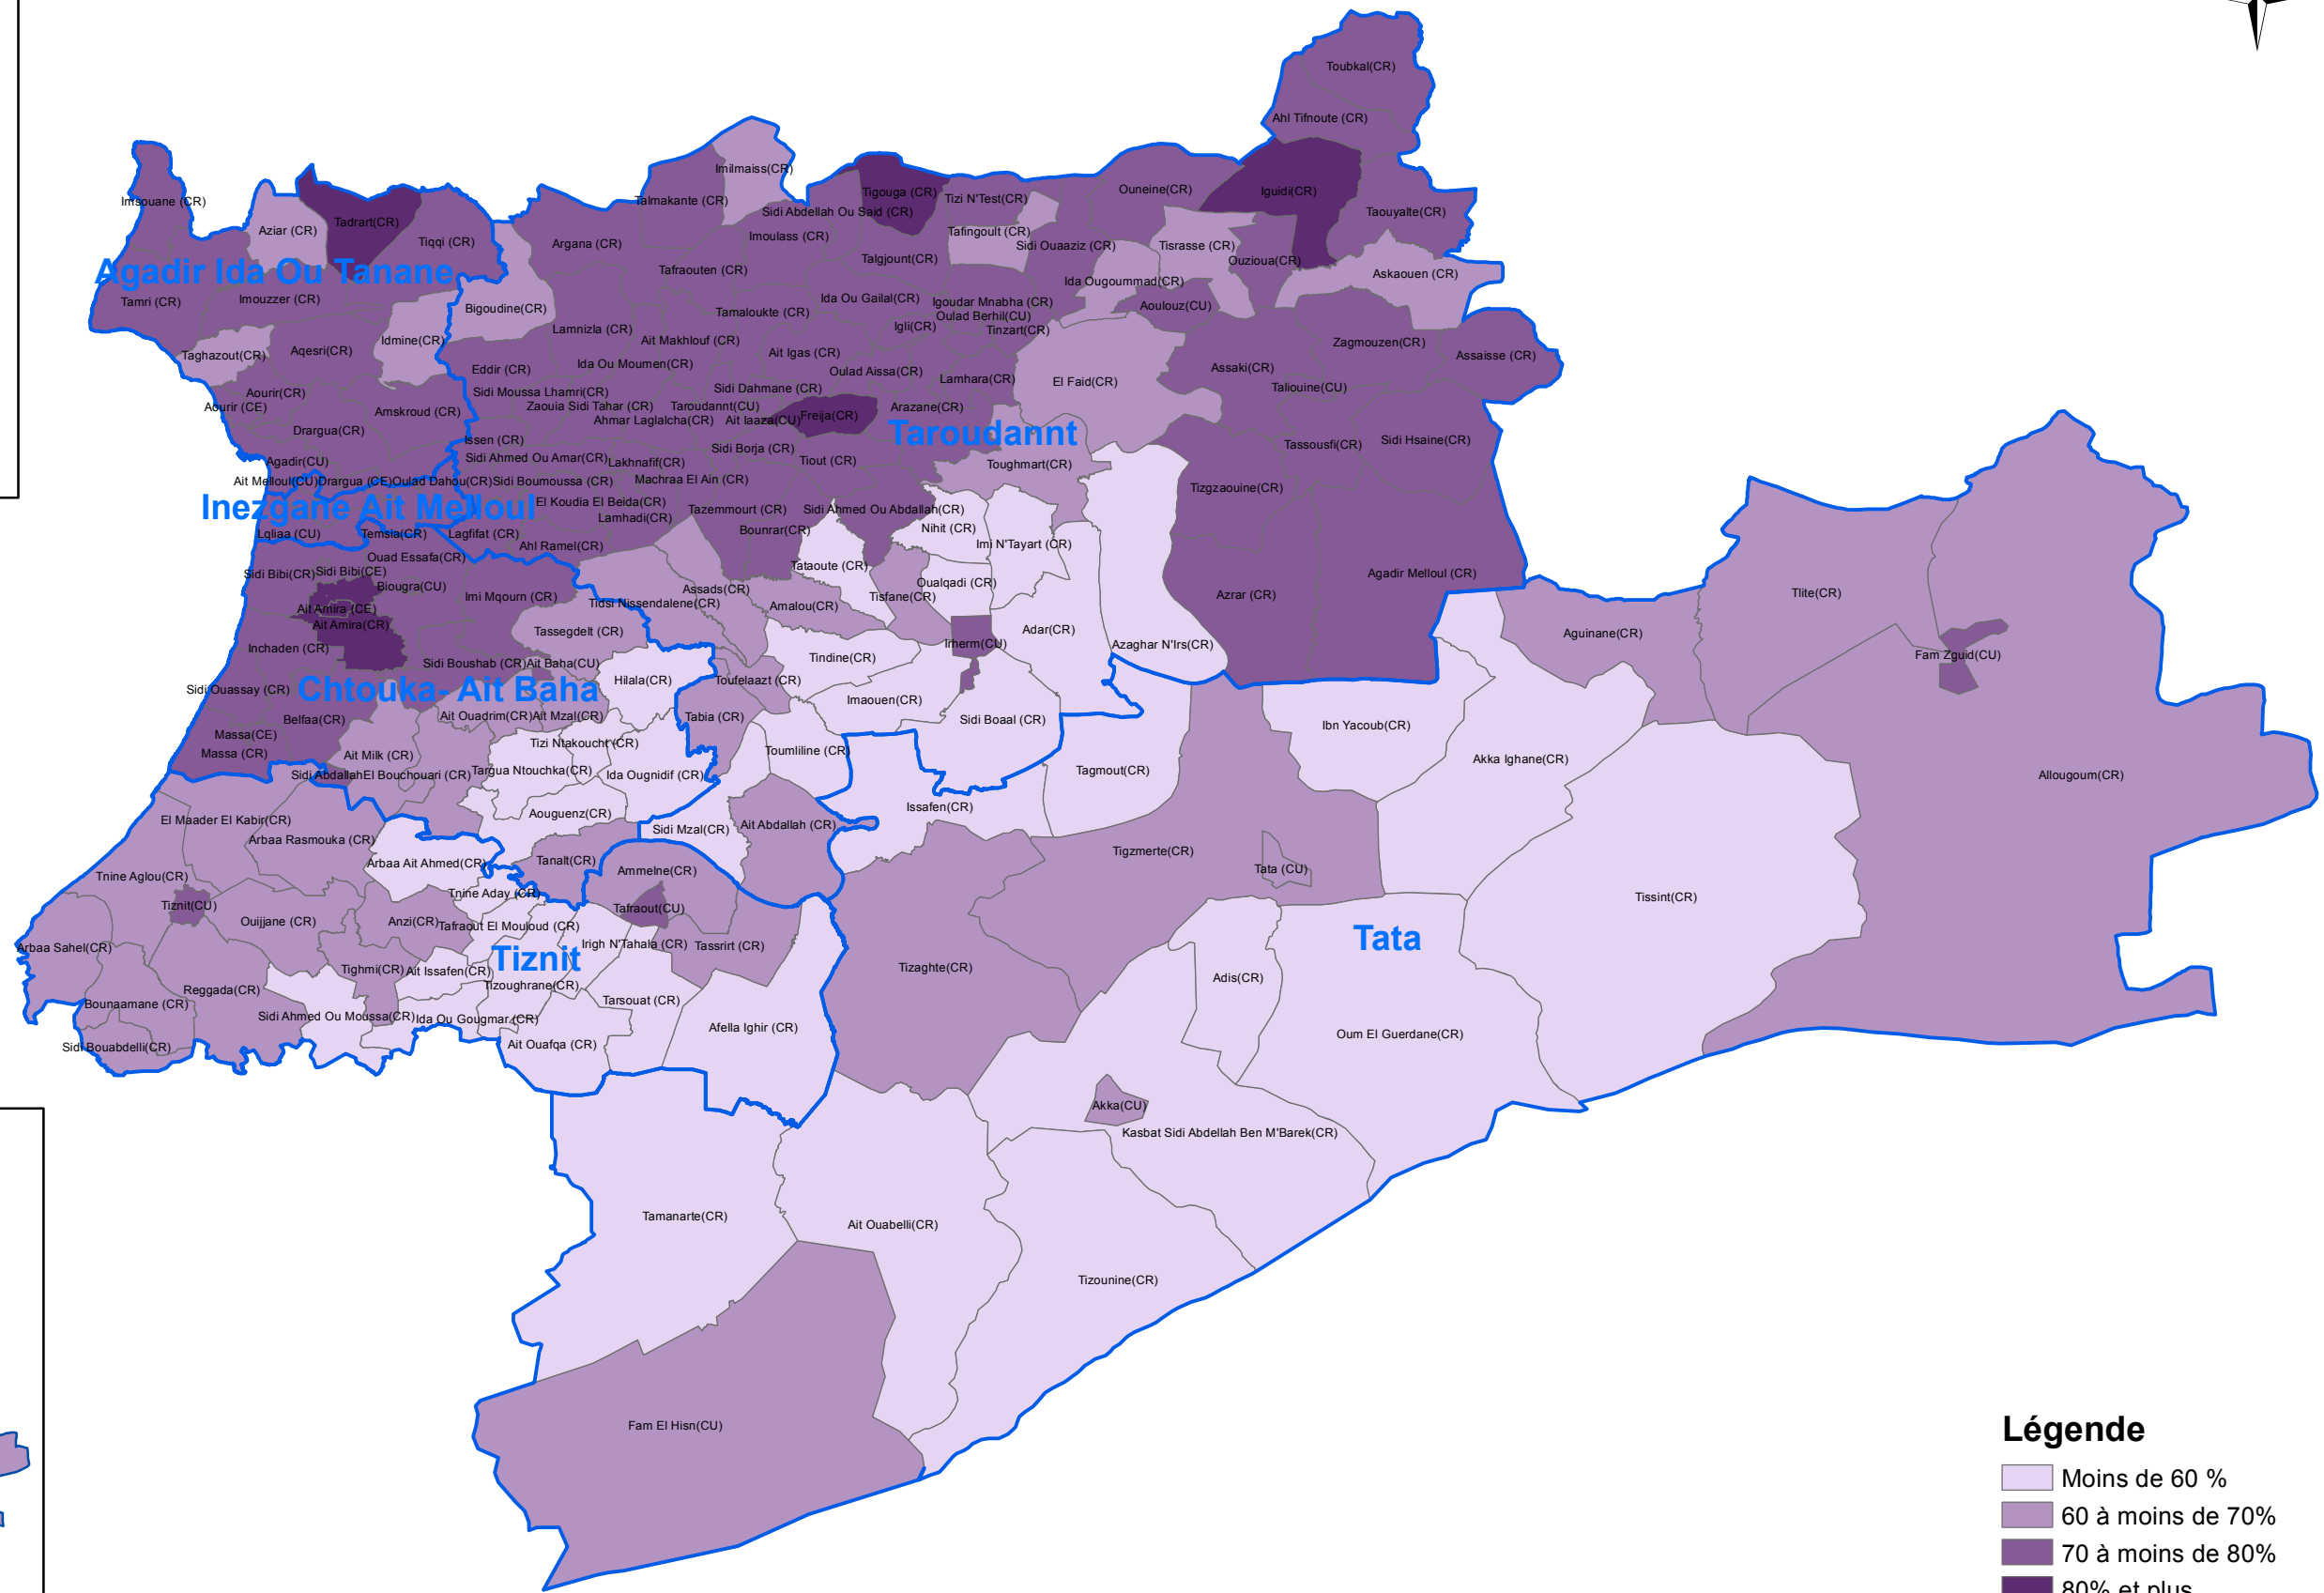 Toubkal(CR)
Ahl Tifnoute (CR)
Imilmaiss(CR)
Imsouane (CR)
Talmakante (CR)
Tigouga (CR)
Tizi N'Test(CR)
Ouneine(CR)
Iguidi(CR)
Sidi Abdellah Ou Said (CR)
Taouyalte(CR)
Tadrart(CR)
Aziar (CR)
Tafingoult (CR)
Imoulass (CR)
Tiqqi (CR)
Argana (CR)
Sidi Ouaaziz (CR)
Tisrasse (CR)
Talgjount(CR)
Ouzioua(CR)
Agadir Ida Ou Tanane
Tafraouten (CR)
Askaouen (CR)
Ida Ougoummad(CR)
Tamri (CR)
Imouzzer (CR)
Ida Ou Gailal(CR)
Igoudar Mnabha (CR)
Bigoudine(CR)
Tamaloukte (CR)
Aoulouz(CU)
Oulad Berhil(CU)
Lamnizla (CR)
Igli(CR)
Tinzart(CR)
Idmine(CR)
Ait Makhlouf (CR)
Zagmouzen(CR)
Taghazout(CR)
Aqesri(CR)
Ait Igas (CR)
Assaisse (CR)
Eddir (CR)
Ida Ou Moumen(CR)
Oulad Aissa(CR)
Assaki(CR)
Lamhara(CR)
El Faid(CR)
Aourir(CR)
Sidi Moussa Lhamri(CR)
Sidi Dahmane (CR)
Taliouine(CU)
Aourir (CE)
Amskroud (CR)
Zaouia Sidi Tahar (CR)
Taroudannt(CU)
Arazane(CR)
Ahmar Laglalcha(CR)
Ait Iaaza(CU)
Freija(CR)
Drargua(CR)
Taroudannt
Issen (CR)
Tassousfi(CR)
Sidi Hsaine(CR)
Sidi Borja (CR)
Agadir(CU)
Sidi Ahmed Ou Amar(CR)
Lakhnafif(CR)
Tiout (CR)
Toughmart(CR)
Ait Melloul(CU)
Drargua (CE)
Oulad Dahou(CR)
Sidi Boumoussa (CR)
Machraa El Ain (CR)
Tizgzaouine(CR)
Inezgane Ait Melloul
El Koudia El Beida(CR)
Tazemmourt (CR)
Sidi Ahmed Ou Abdallah(CR)
Lamhadi(CR)
Nihit (CR)
Lqliaa (CU)
Temsia(CR)
Lagfifat (CR)
Bounrar(CR)
Ahl Ramel(CR)
Imi N'Tayart (CR)
Ouad Essafa(CR)
Tataoute (CR)
Sidi Bibi(CR)
Sidi Bibi(CE)
Agadir Melloul (CR)
Biougra(CU)
Oualqadi (CR)
Assads(CR)
Imi Mqourn (CR)
Tisfane(CR)
Azrar (CR)
Tlite(CR)
Tidsi Nissendalene(CR)
Amalou(CR)
Ait Amira (CE)
Ait Amira(CR)
Tassegdelt (CR)
Adar(CR)
Aguinane(CR)
Irherm(CU)
Azaghar N'Irs(CR)
Inchaden (CR)
Tindine(CR)
Fam Zguid(CU)
Sidi Boushab (CR)
Ait Baha(CU)
Hilala(CR)
Toufelaazt (CR)
Sidi Ouassay (CR)
Chtouka- Ait Baha
Imaouen(CR)
Belfaa(CR)
Ait Ouadrim(CR)
Ait Mzal(CR)
Tabia (CR)
Sidi Boaal (CR)
Ibn Yacoub(CR)
Massa(CE)
Tizi Ntakoucht (CR)
Massa (CR)
Ait Milk (CR)
Toumliline (CR)
Akka Ighane(CR)
Targua Ntouchka(CR)
Ida Ougnidif (CR)
Tagmout(CR)
Allougoum(CR)
Sidi Abdallah El Bouchouari (CR)
Issafen(CR)
Aouguenz(CR)
El Maader El Kabir(CR)
Sidi Mzal(CR)
Ait Abdallah (CR)
Arbaa Rasmouka (CR)
Tigzmerte(CR)
Arbaa Ait Ahmed(CR)
Tanalt(CR)
Ammelne(CR)
Tata (CU)
Tnine Aglou(CR)
Tnine Aday (CR)
Tissint(CR)
Tiznit(CU)
Tafraout(CU)
Ouijjane (CR)
Anzi(CR)
Tafraout El Mouloud (CR)
Arbaa Sahel(CR)
Irigh N'Tahala (CR)
Tassrirt (CR)
Tata
Tiznit
Tighmi(CR)
Ait Issafen(CR)
Tizaghte(CR)
Adis(CR)
Tizoughrane(CR)
Reggada(CR)
Bounaamane (CR)
Tarsouat (CR)
Sidi Ahmed Ou Moussa(CR)
Ida Ou Gougmar (CR)
Afella Ighir (CR)
Oum El Guerdane(CR)
Sidi Bouabdelli(CR)
Ait Ouafqa (CR)
Akka(CU)
Kasbat Sidi Abdellah Ben M'Barek(CR)
Tamanarte(CR)
Ait Ouabelli(CR)
Tizounine(CR)
Fam El Hisn(CU)
Légende
Moins de 60 %
60 à moins de 70%
70 à moins de 80%
80% et plus